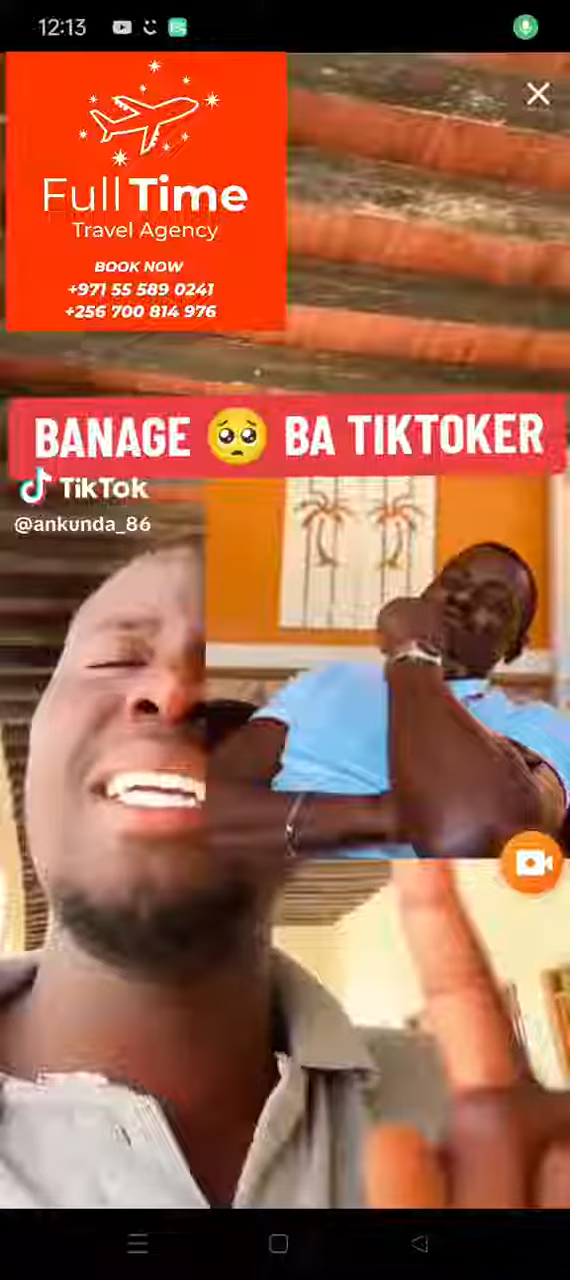 12:13
Full Time
Travel Agency
BOOK NOW
+971 55 589 0241
+256 700 814 976
BANAGE 🥺 BA TIKTOKER
TikTok
@ankunda_86